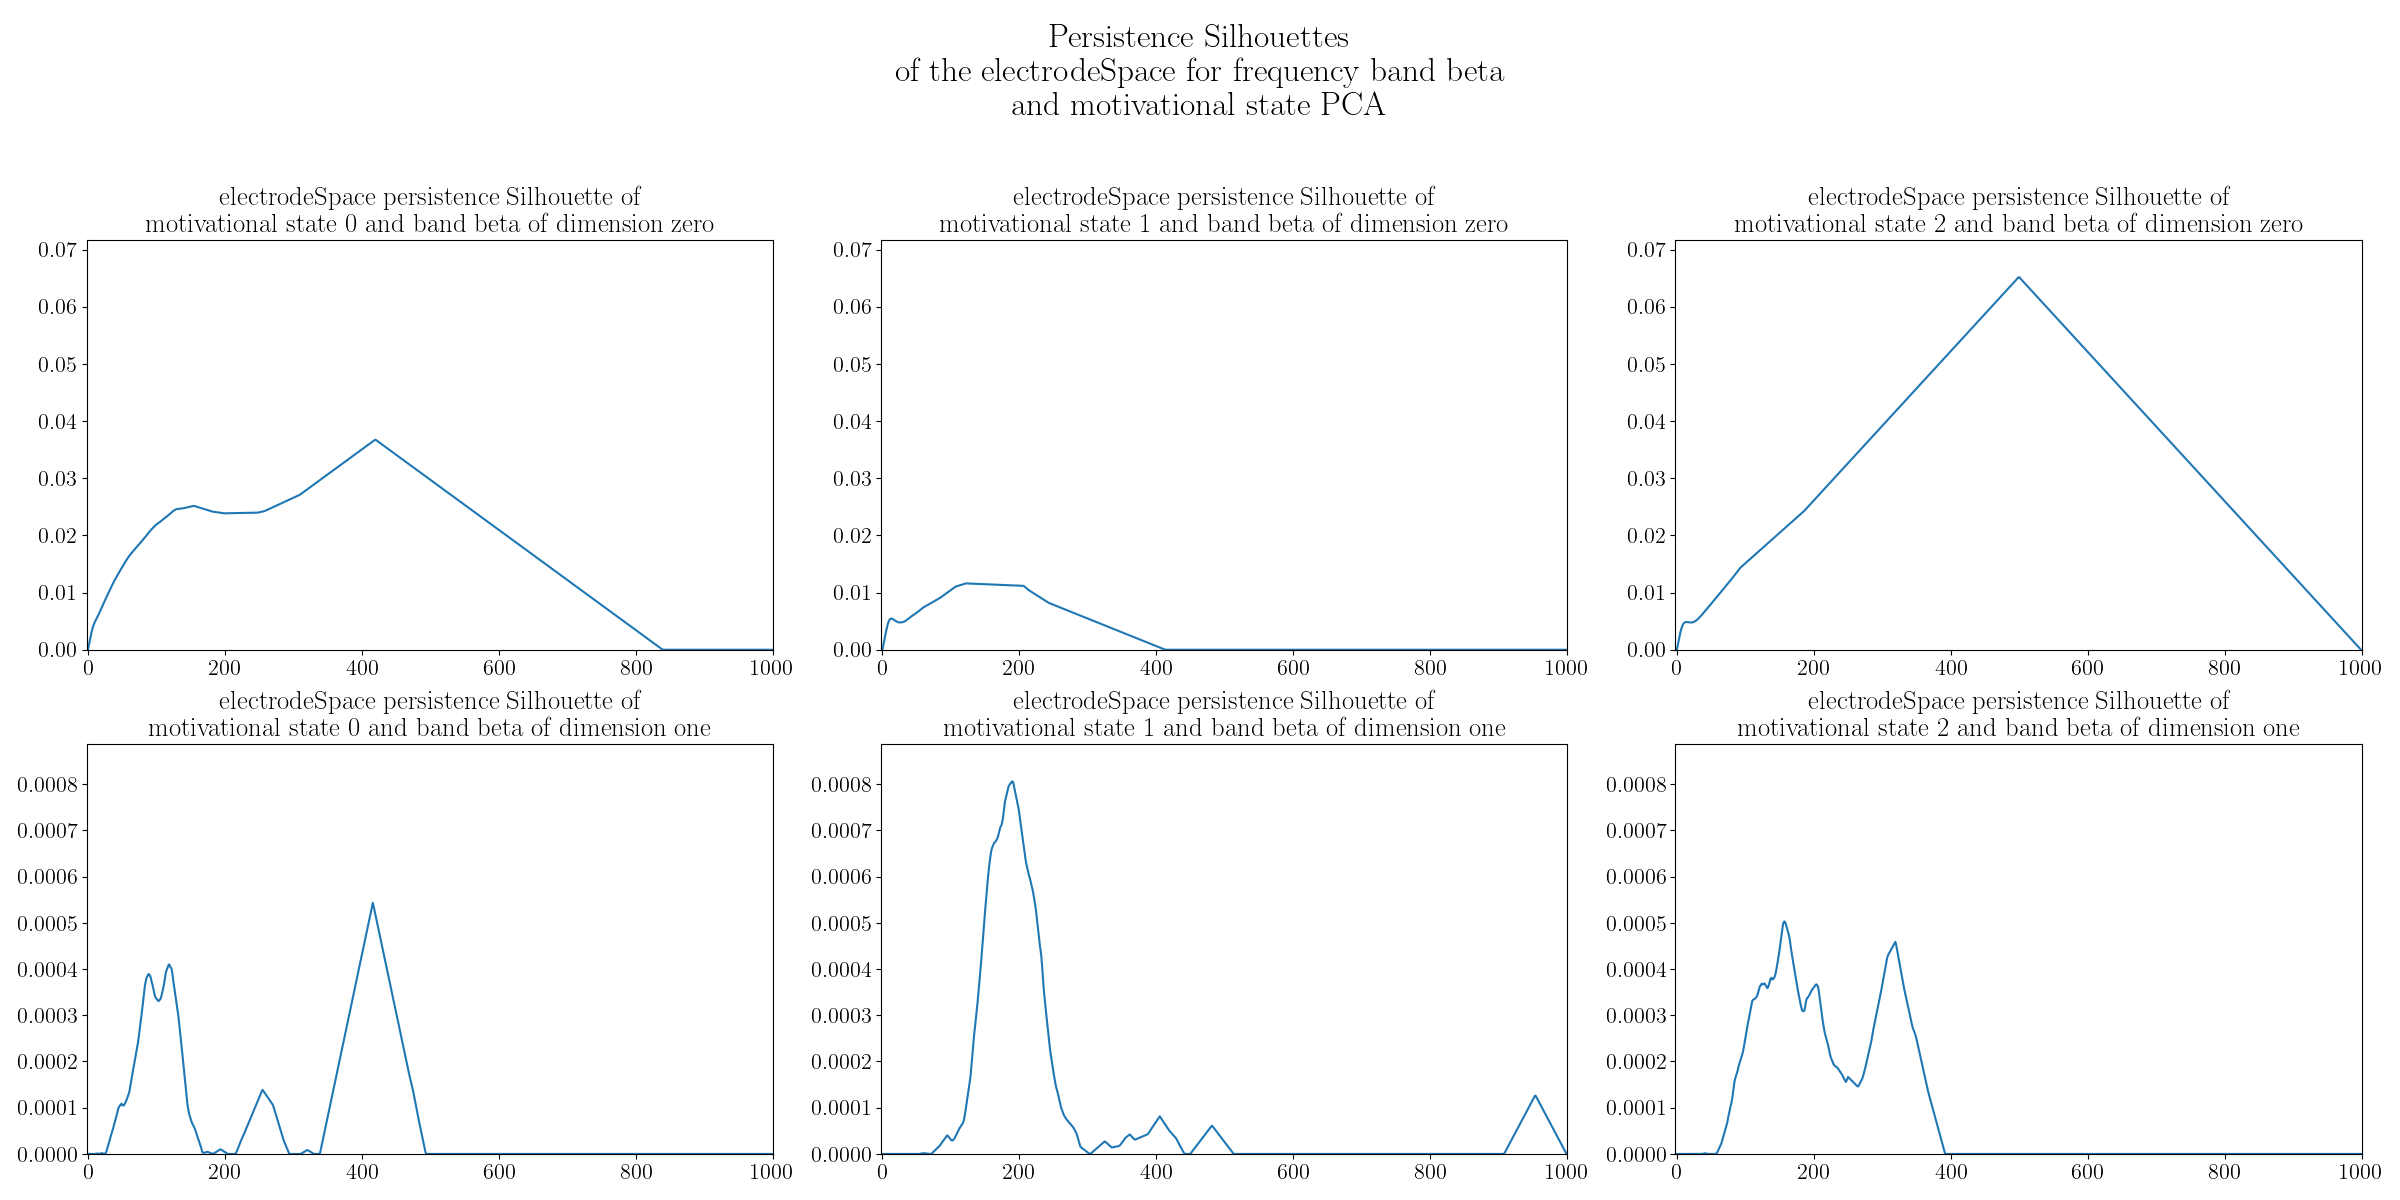 Persistence Silhouettes
of the electrodeSpace for frequency band beta
and motivational state PCA
electrodeSpace persistence Silhouette of
motivational state 0 and band beta of dimension zero
0.07
0.06
0.05
0.04
0.03
0.02
0.01
0.00
0 200 400 600 800 1000
electrodeSpace persistence Silhouette of
motivational state 1 and band beta of dimension zero
0.07
0.06
0.05
0.04
0.03
0.02
0.01
0.00
0 200 400 600 800 1000
electrodeSpace persistence Silhouette of
motivational state 2 and band beta of dimension zero
0.07
0.06
0.05
0.04
0.03
0.02
0.01
0.00
0 200 400 600 800 1000
electrodeSpace persistence Silhouette of
motivational state 0 and band beta of dimension one
0.0008
0.0007
0.0006
0.0005
0.0004
0.0003
0.0002
0.0001
0.0000
0 200 400 600 800 1000
electrodeSpace persistence Silhouette of
motivational state 1 and band beta of dimension one
0.0008
0.0007
0.0006
0.0005
0.0004
0.0003
0.0002
0.0001
0.0000
0 200 400 600 800 1000
electrodeSpace persistence Silhouette of
motivational state 2 and band beta of dimension one
0.0008
0.0007
0.0006
0.0005
0.0004
0.0003
0.0002
0.0001
0.0000
0 200 400 600 800 1000